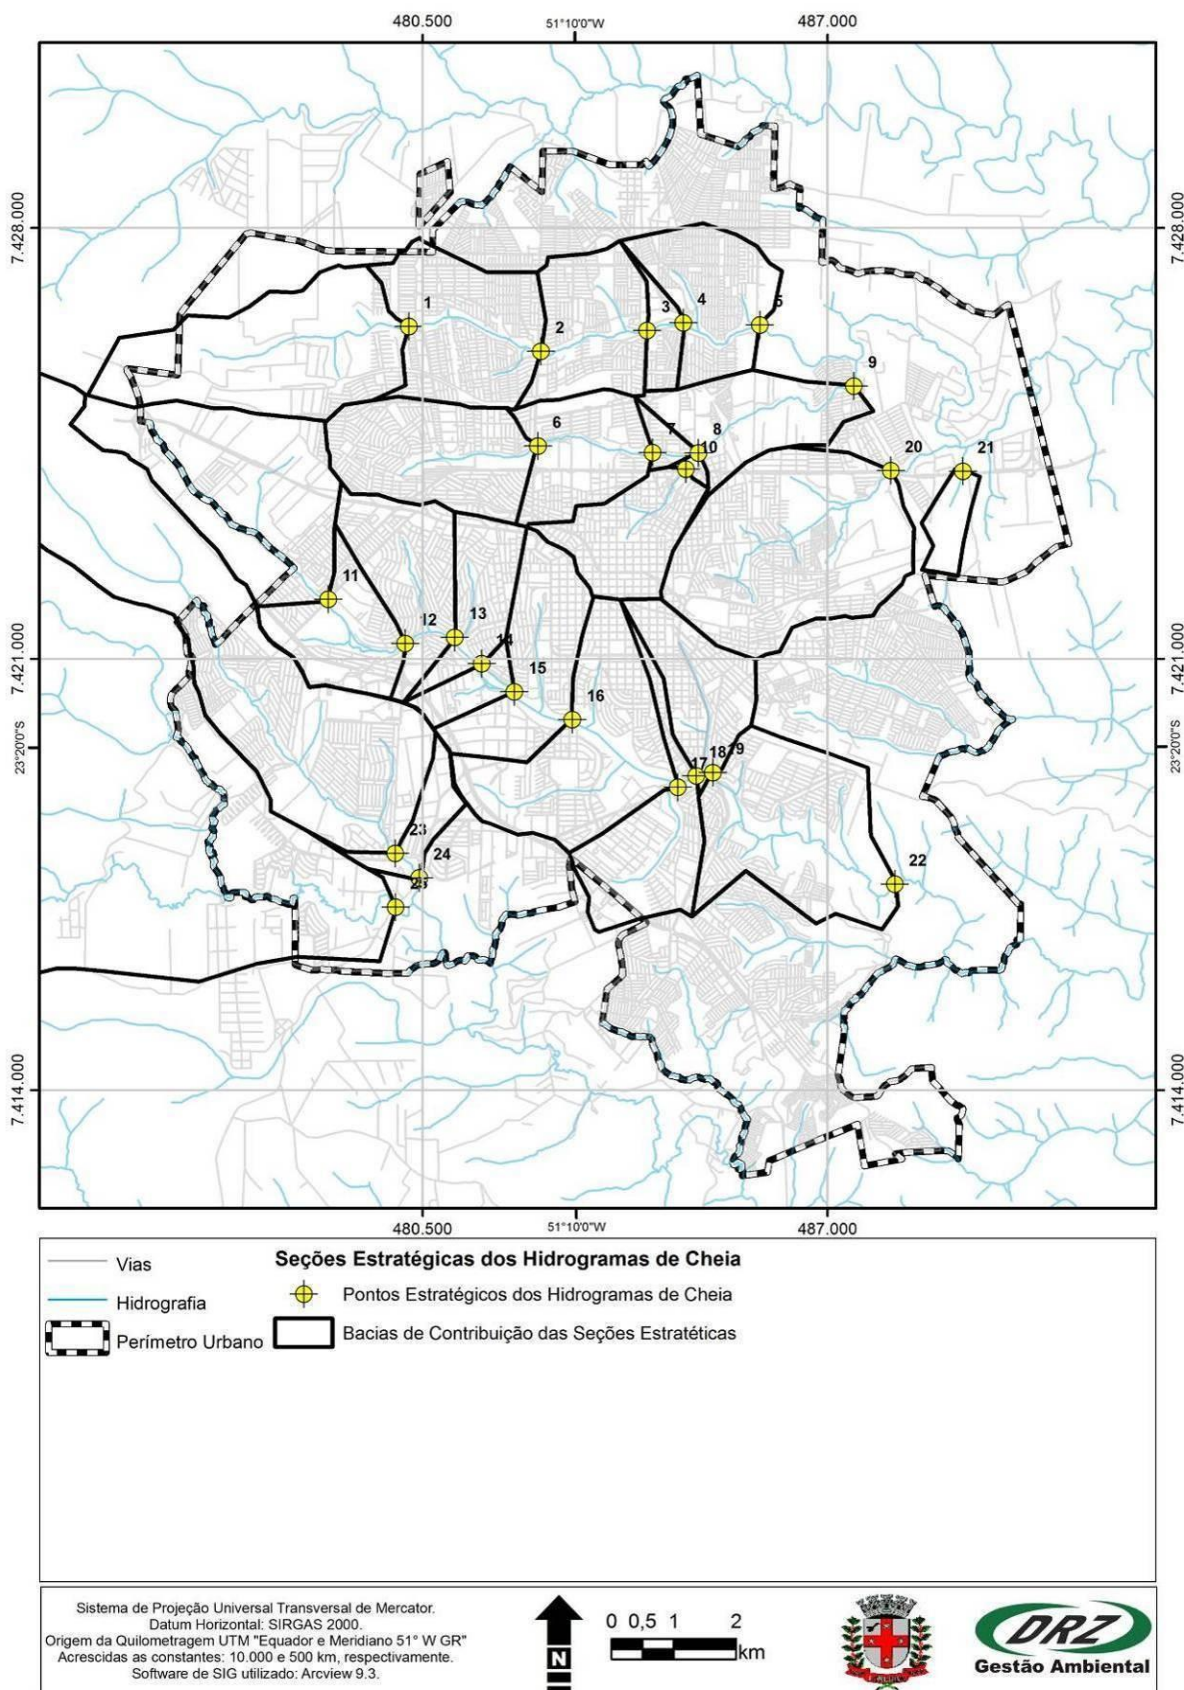 480.500
51°10'0"W
487.000
7.428.000
7.428.000
1
2
3
4
5
9
6
7
8
10
20
21
11
12
13
14
15
16
7.421.000
7.421.000
23°20'0"S
23°20'0"S
17
18
19
22
23
24
25
7.414.000
7.414.000
480.500
51°10'0"W
487.000
Vias
Hidrografia
Perímetro Urbano
Seções Estratégicas dos Hidrogramas de Cheia
Pontos Estratégicos dos Hidrogramas de Cheia
Bacias de Contribuição das Seções Estratéticas
Sistema de Projeção Universal Transversal de Mercator.
Datum Horizontal: SIRGAS 2000.
Origem da Quilometragem UTM "Equador e Meridiano 51° W GR"
Acrescidas as constantes: 10.000 e 500 km, respectivamente.
Software de SIG utilizado: Arcview 9.3.
N
0 0,5 1 2
km
DRZ
Gestão Ambiental